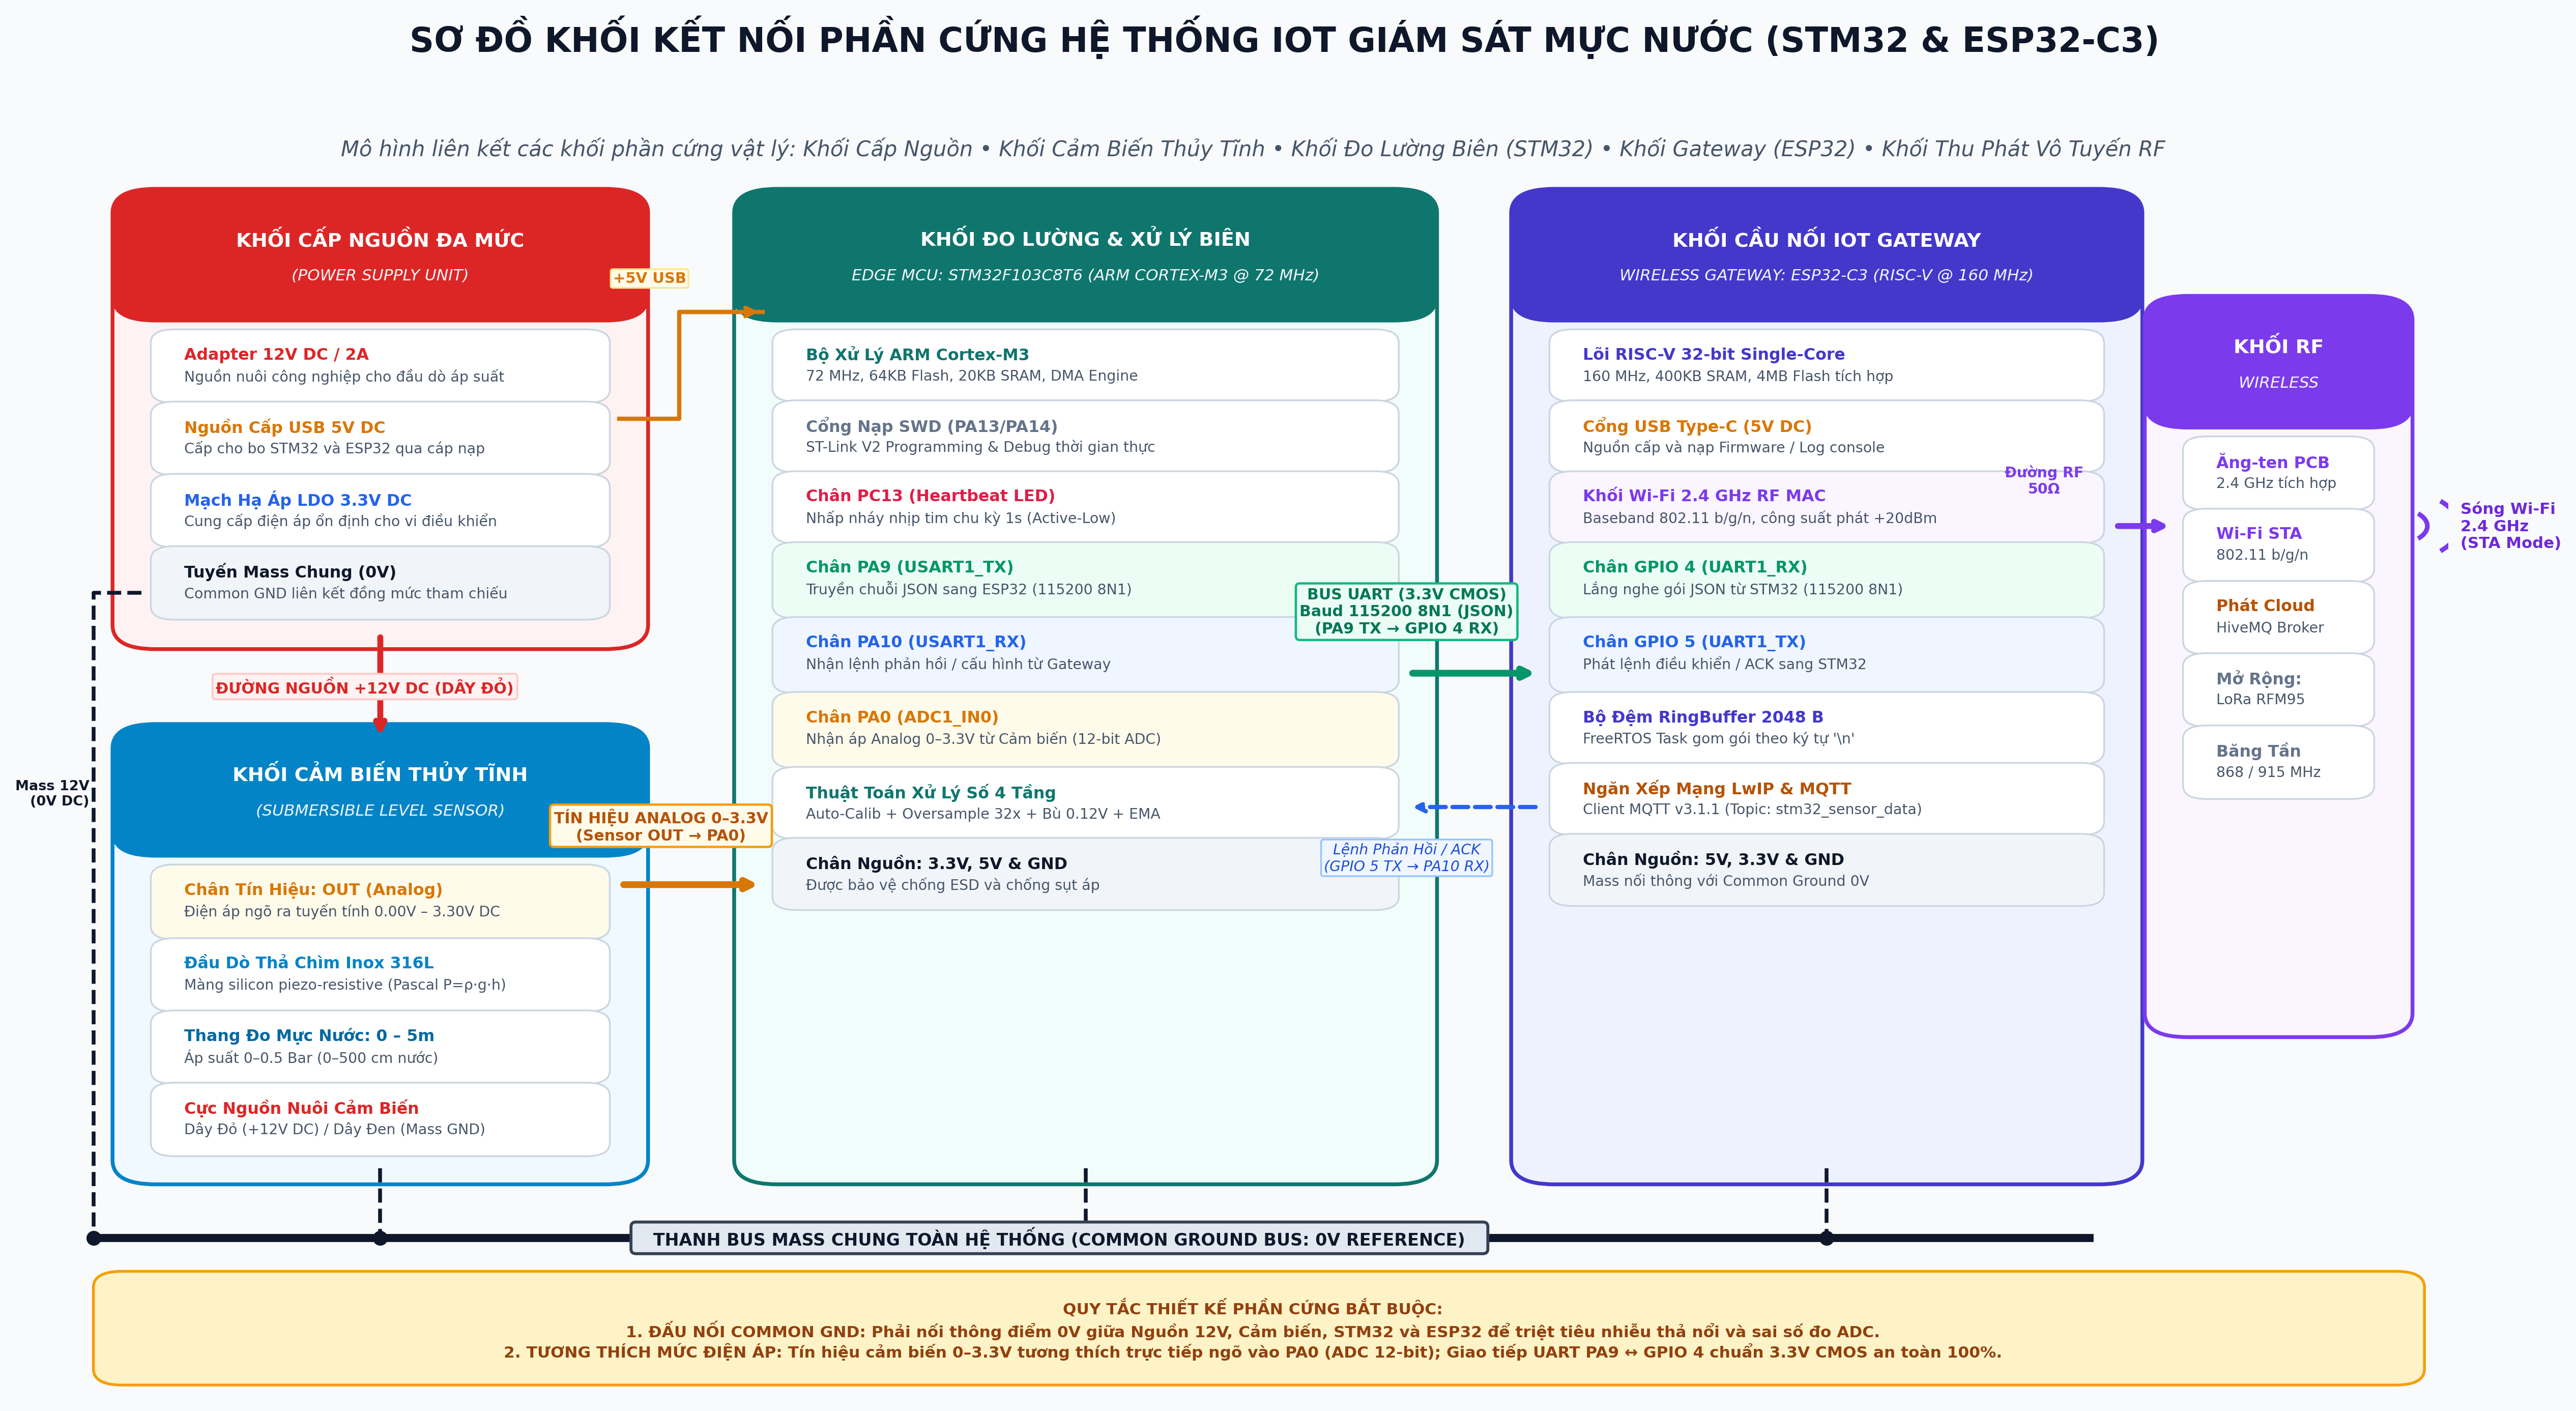 SƠ ĐỒ KHỐI KẾT NỐI PHẦN CỨNG HỆ THỐNG IOT GIÁM SÁT MỰC NƯỚC (STM32 & ESP32-C3)
Mô hình liên kết các khối phần cứng vật lý: Khối Cấp Nguồn • Khối Cảm Biến Thủy Tĩnh • Khối Đo Lường Biên (STM32) • Khối Gateway (ESP32) • Khối Thu Phát Vô Tuyến RF
KHỐI CẤP NGUỒN ĐA MỨC
(POWER SUPPLY UNIT)
Adapter 12V DC / 2A
Nguồn nuôi công nghiệp cho đầu dò áp suất
Nguồn Cấp USB 5V DC
Cấp cho bo STM32 và ESP32 qua cáp nạp
Mạch Hạ Áp LDO 3.3V DC
Cung cấp điện áp ổn định cho vi điều khiển
Tuyến Mass Chung (0V)
Common GND liên kết đồng mức tham chiếu
+5V USB
ĐƯỜNG NGUỒN +12V DC (DÂY ĐỎ)
Mass 12V
(0V DC)
KHỐI CẢM BIẾN THỦY TĨNH
(SUBMERSIBLE LEVEL SENSOR)
Chân Tín Hiệu: OUT (Analog)
Điện áp ngõ ra tuyến tính 0.00V – 3.30V DC
Đầu Dò Thả Chìm Inox 316L
Màng silicon piezo-resistive (Pascal P=ρ·g·h)
Thang Đo Mực Nước: 0 – 5m
Áp suất 0–0.5 Bar (0–500 cm nước)
Cực Nguồn Nuôi Cảm Biến
Dây Đỏ (+12V DC) / Dây Đen (Mass GND)
TÍN HIỆU ANALOG 0–3.3V
(Sensor OUT → PA0)
KHỐI ĐO LƯỜNG & XỬ LÝ BIÊN
EDGE MCU: STM32F103C8T6 (ARM CORTEX-M3 @ 72 MHz)
Bộ Xử Lý ARM Cortex-M3
72 MHz, 64KB Flash, 20KB SRAM, DMA Engine
Cổng Nạp SWD (PA13/PA14)
ST-Link V2 Programming & Debug thời gian thực
Chân PC13 (Heartbeat LED)
Nhấp nháy nhịp tim chu kỳ 1s (Active-Low)
Chân PA9 (USART1_TX)
Truyền chuỗi JSON sang ESP32 (115200 8N1)
Chân PA10 (USART1_RX)
Nhận lệnh phản hồi / cấu hình từ Gateway
Chân PA0 (ADC1_IN0)
Nhận áp Analog 0–3.3V từ Cảm biến (12-bit ADC)
Thuật Toán Xử Lý Số 4 Tầng
Auto-Calib + Oversample 32x + Bù 0.12V + EMA
Chân Nguồn: 3.3V, 5V & GND
Được bảo vệ chống ESD và chống sụt áp
BUS UART (3.3V CMOS)
Baud 115200 8N1 (JSON)
(PA9 TX → GPIO 4 RX)
Lệnh Phản Hồi / ACK
(GPIO 5 TX → PA10 RX)
KHỐI CẦU NỐI IOT GATEWAY
WIRELESS GATEWAY: ESP32-C3 (RISC-V @ 160 MHz)
Lõi RISC-V 32-bit Single-Core
160 MHz, 400KB SRAM, 4MB Flash tích hợp
Cổng USB Type-C (5V DC)
Nguồn cấp và nạp Firmware / Log console
Khối Wi-Fi 2.4 GHz RF MAC
Baseband 802.11 b/g/n, công suất phát +20dBm
Chân GPIO 4 (UART1_RX)
Lắng nghe gói JSON từ STM32 (115200 8N1)
Chân GPIO 5 (UART1_TX)
Phát lệnh điều khiển / ACK sang STM32
Bộ Đệm RingBuffer 2048 B
FreeRTOS Task gom gói theo ký tự '\n'
Ngăn Xếp Mạng LwIP & MQTT
Client MQTT v3.1.1 (Topic: stm32_sensor_data)
Chân Nguồn: 5V, 3.3V & GND
Mass nối thông với Common Ground 0V
Đường RF
50Ω
KHỐI RF
WIRELESS
Ăng-ten PCB
2.4 GHz tích hợp
Wi-Fi STA
802.11 b/g/n
Phát Cloud
HiveMQ Broker
Mở Rộng:
LoRa RFM95
Băng Tần
868 / 915 MHz
Sóng Wi-Fi
2.4 GHz
(STA Mode)
THANH BUS MASS CHUNG TOÀN HỆ THỐNG (COMMON GROUND BUS: 0V REFERENCE)
QUY TẮC THIẾT KẾ PHẦN CỨNG BẮT BUỘC:
1. ĐẤU NỐI COMMON GND: Phải nối thông điểm 0V giữa Nguồn 12V, Cảm biến, STM32 và ESP32 để triệt tiêu nhiễu thả nổi và sai số đo ADC.
2. TƯƠNG THÍCH MỨC ĐIỆN ÁP: Tín hiệu cảm biến 0–3.3V tương thích trực tiếp ngõ vào PA0 (ADC 12-bit); Giao tiếp UART PA9 ↔ GPIO 4 chuẩn 3.3V CMOS an toàn 100%.